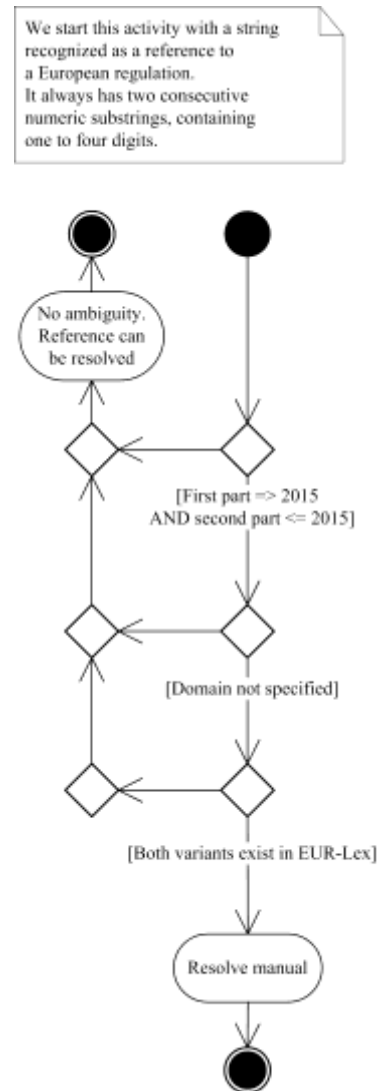 We start this activity with a string
recognized as a reference to
a European regulation.
It always has two consecutive
numeric substrings, containing
one to four digits.
No ambiguity.
Reference can
be resolved
[First part => 2015
AND second part <= 2015]
[Domain not specified]
[Both variants exist in EUR-Lex]
Resolve manual